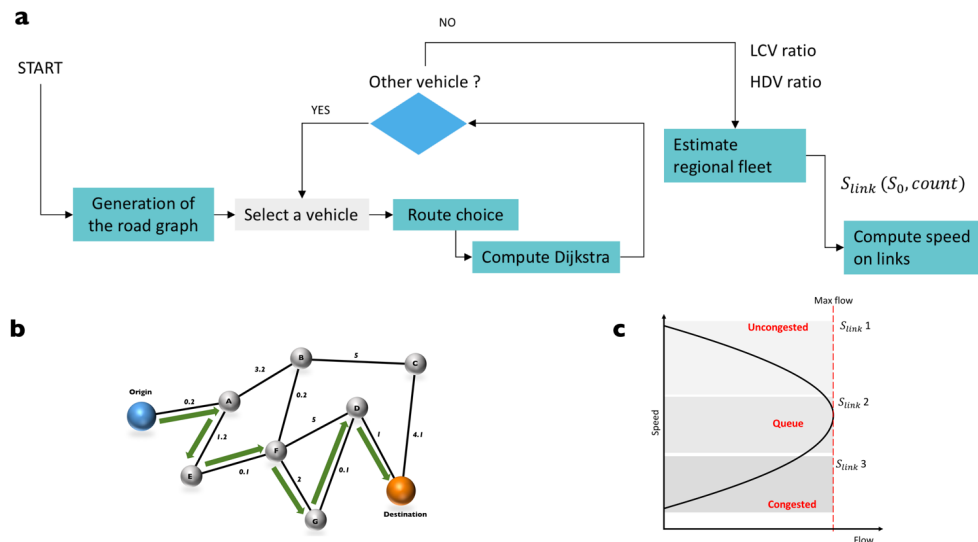 a
START
NO
Other vehicle ?
YES
LCV ratio
HDV ratio
Estimate
regional fleet
S_link (S_0, count)
Generation of
the road graph
Select a vehicle
Route choice
Compute Dijkstra
Compute speed
on links
b
Origin
0.2
A
3.2
B
5
C
1.2
0.2
5
D
1
4.1
E
0.1
F
2
0.1
G
Destination
c
Max flow
Uncongested
S_link 1
Speed
Queue
S_link 2
S_link 3
Congested
Flow